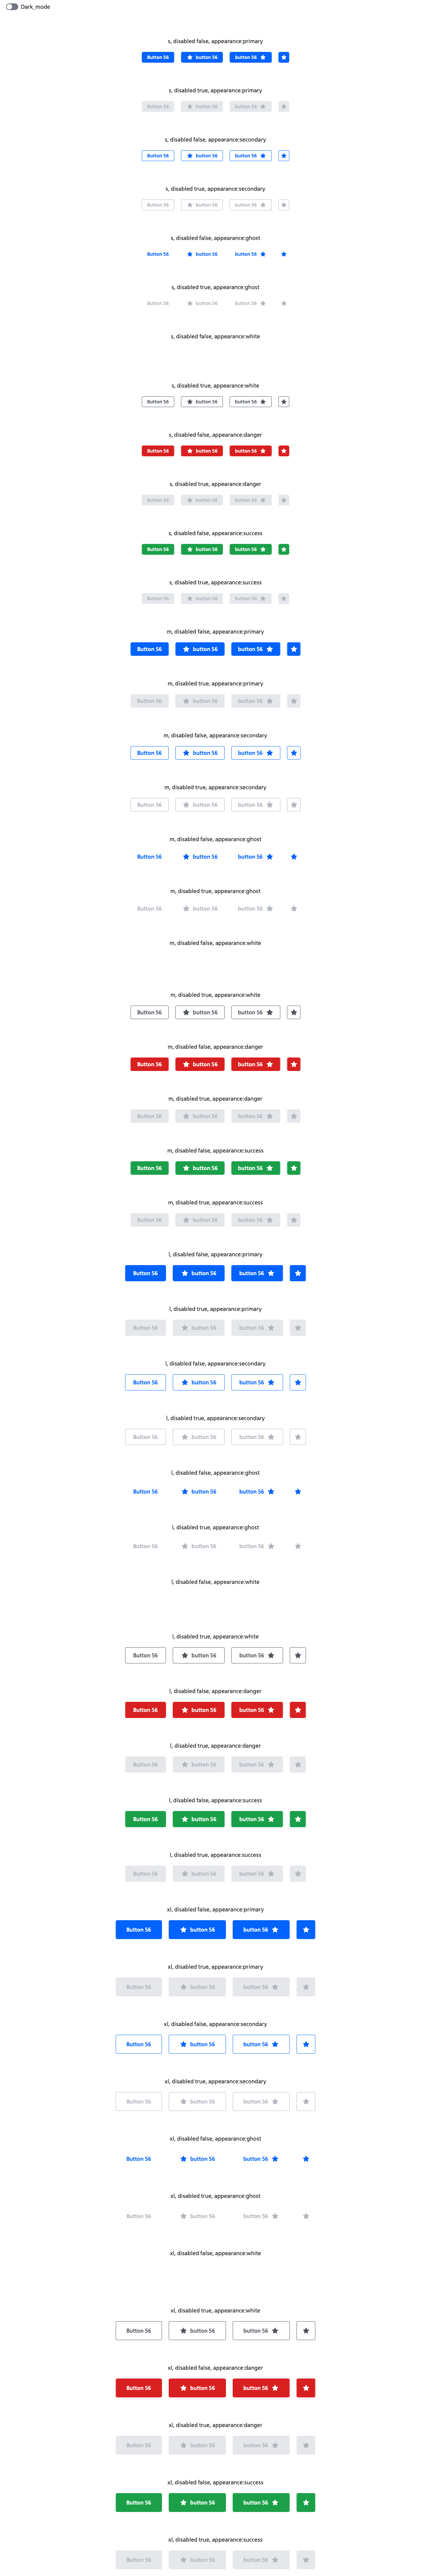 Dark_mode
s, disabled false, appearance:primary
Button 56 button 56 button 56
s, disabled true, appearance:primary
Button 56 button 56 button 56
s, disabled false, appearance:secondary
Button 56 button 56 button 56
s, disabled true, appearance:secondary
Button 56 button 56 button 56
s, disabled false, appearance:ghost
Button 56 button 56 button 56
s, disabled true, appearance:ghost
Button 56 button 56 button 56
s, disabled false, appearance:white
s, disabled true, appearance:white
Button 56 button 56 button 56
s, disabled false, appearance:danger
Button 56 button 56 button 56
s, disabled true, appearance:danger
Button 56 button 56 button 56
s, disabled false, appearance:success
Button 56 button 56 button 56
s, disabled true, appearance:success
Button 56 button 56 button 56
m, disabled false, appearance:primary
Button 56 button 56 button 56
m, disabled true, appearance:primary
Button 56 button 56 button 56
m, disabled false, appearance:secondary
Button 56 button 56 button 56
m, disabled true, appearance:secondary
Button 56 button 56 button 56
m, disabled false, appearance:ghost
Button 56 button 56 button 56
m, disabled true, appearance:ghost
Button 56 button 56 button 56
m, disabled false, appearance:white
m, disabled true, appearance:white
Button 56 button 56 button 56
m, disabled false, appearance:danger
Button 56 button 56 button 56
m, disabled true, appearance:danger
Button 56 button 56 button 56
m, disabled false, appearance:success
Button 56 button 56 button 56
m, disabled true, appearance:success
Button 56 button 56 button 56
l, disabled false, appearance:primary
Button 56 button 56 button 56
l, disabled true, appearance:primary
Button 56 button 56 button 56
l, disabled false, appearance:secondary
Button 56 button 56 button 56
l, disabled true, appearance:secondary
Button 56 button 56 button 56
l, disabled false, appearance:ghost
Button 56 button 56 button 56
l, disabled true, appearance:ghost
Button 56 button 56 button 56
l, disabled false, appearance:white
l, disabled true, appearance:white
Button 56 button 56 button 56
l, disabled false, appearance:danger
Button 56 button 56 button 56
l, disabled true, appearance:danger
Button 56 button 56 button 56
l, disabled false, appearance:success
Button 56 button 56 button 56
l, disabled true, appearance:success
Button 56 button 56 button 56
xl, disabled false, appearance:primary
Button 56 button 56 button 56
xl, disabled true, appearance:primary
Button 56 button 56 button 56
xl, disabled false, appearance:secondary
Button 56 button 56 button 56
xl, disabled true, appearance:secondary
Button 56 button 56 button 56
xl, disabled false, appearance:ghost
Button 56 button 56 button 56
xl, disabled true, appearance:ghost
Button 56 button 56 button 56
xl, disabled false, appearance:white
xl, disabled true, appearance:white
Button 56 button 56 button 56
xl, disabled false, appearance:danger
Button 56 button 56 button 56
xl, disabled true, appearance:danger
Button 56 button 56 button 56
xl, disabled false, appearance:success
Button 56 button 56 button 56
xl, disabled true, appearance:success
Button 56 button 56 button 56